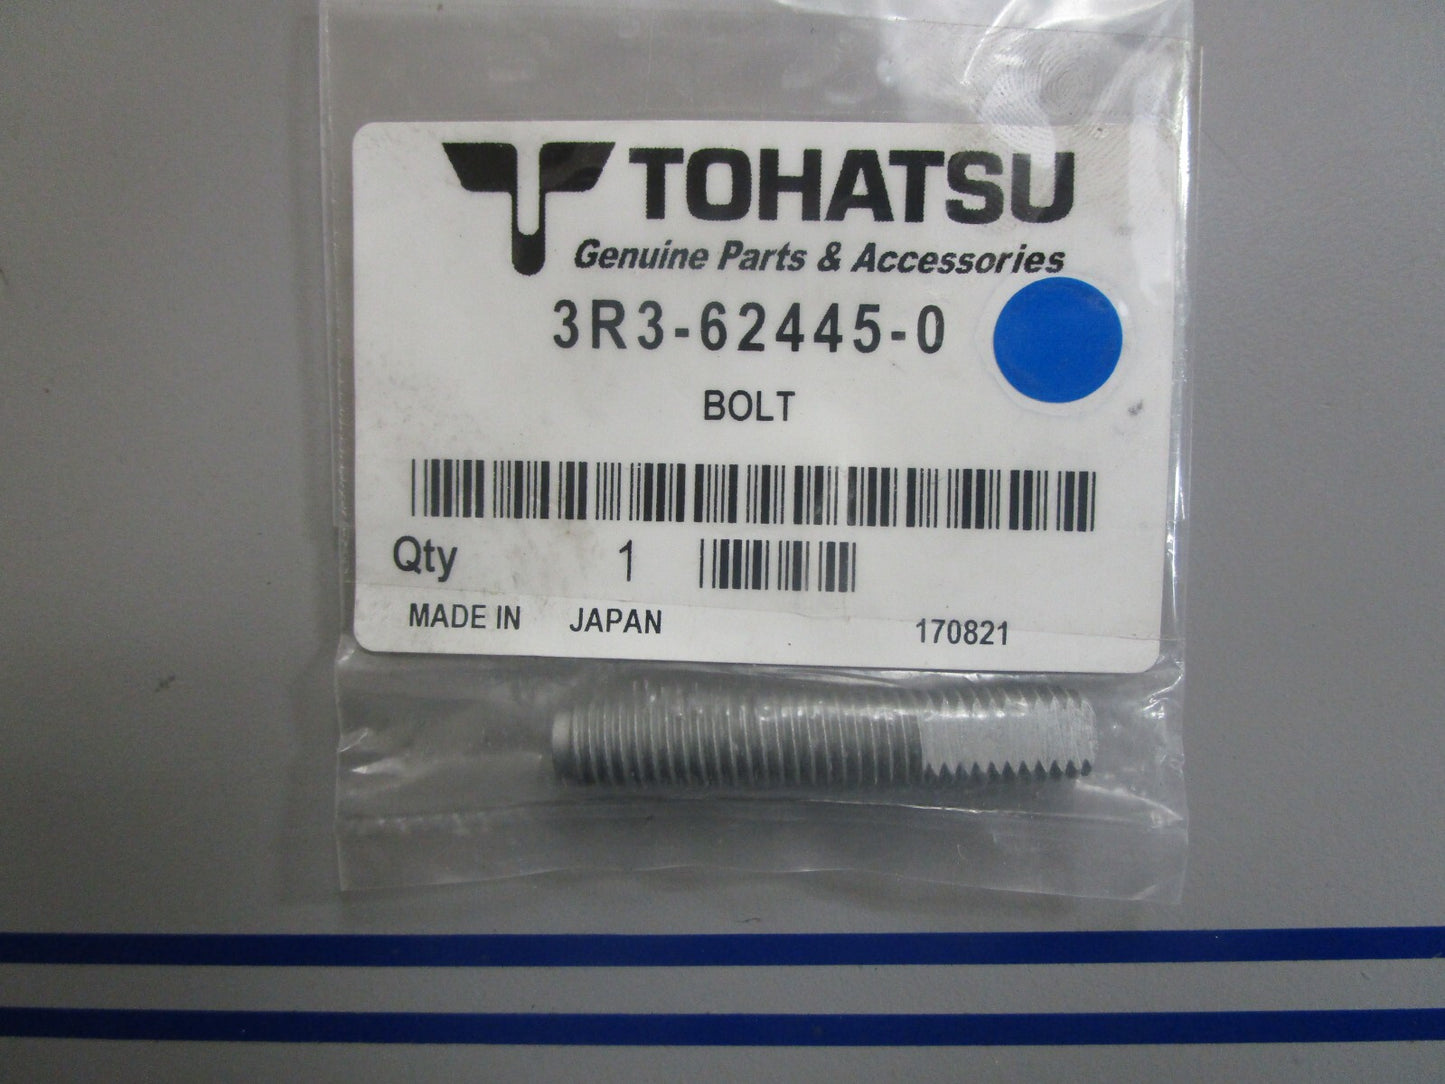 TOHATSU
Genuine Parts & Accessories
3R3-62445-0
BOLT
Qty 1
MADE IN JAPAN 170821